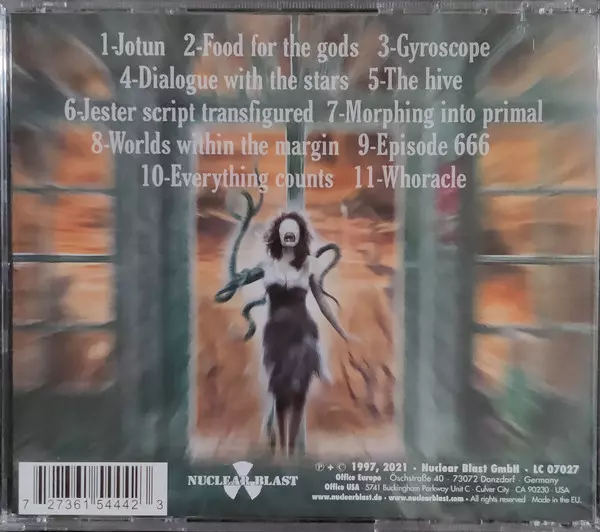 1-Jotun 2-Food for the gods 3-Gyroscope
4-Dialogue with the stars 5-The hive
6-Jester script transfigured 7-Morphing into primal
8-Worlds within the margin 9-Episode 666
10-Everything counts 11-Whoracle
7 27361 54442 3
NUCLEAR BLAST
℗ + © 1997, 2021 • Nuclear Blast GmbH • LC 07027
Office Europe Oschstraße 40 • 73072 Donzdorf • Germany
Office USA • 5741 Buckingham Parkway Unit C • Culver City • CA 90230 • USA
www.nuclearblast.de • www.nuclearblast.com • All rights reserved • Made in the EU.